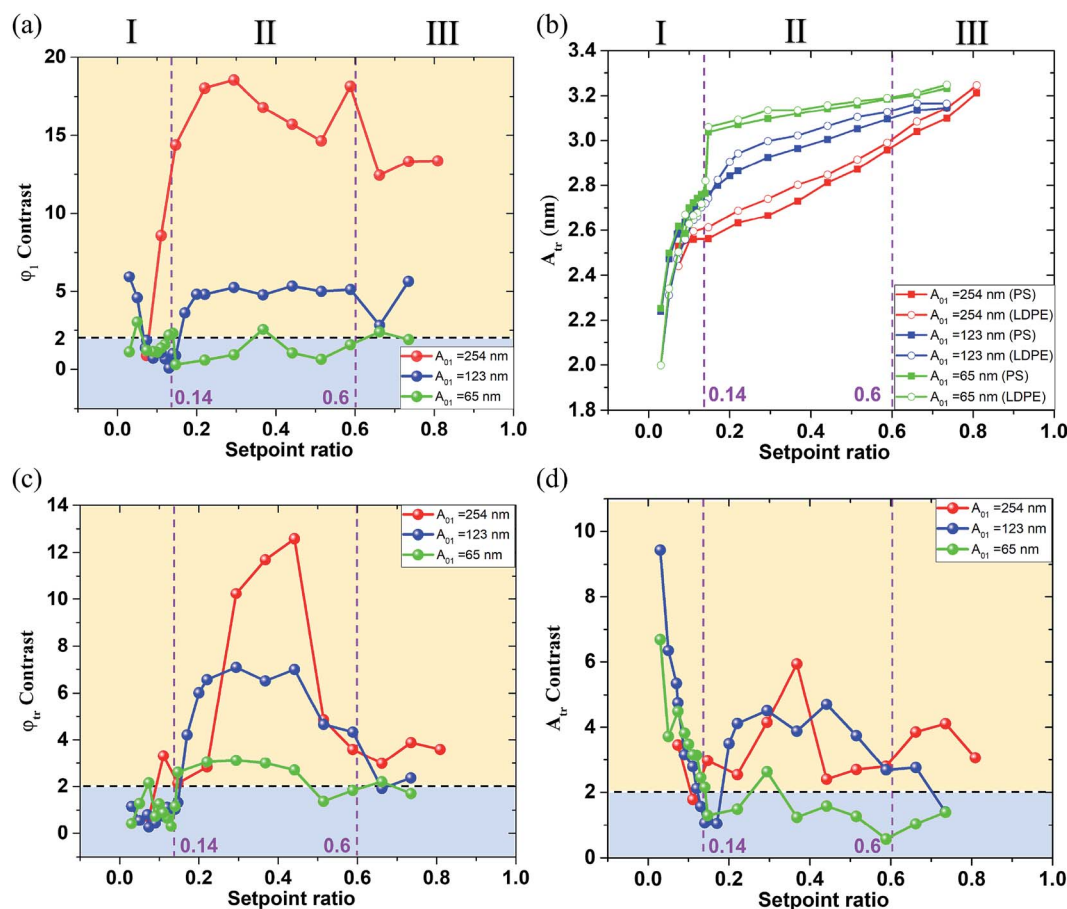 (a)
I II III
φ₁ Contrast
20
15
10
5
2
0
0.14
0.6
A₀₁ =254 nm
A₀₁ =123 nm
A₀₁ =65 nm
0.0 0.2 0.4 0.6 0.8 1.0
Setpoint ratio
(b)
I II III
A_tr (nm)
3.4
3.2
3.0
2.8
2.6
2.4
2.2
2.0
1.8
0.14
0.6
A₀₁ =254 nm (PS)
A₀₁ =254 nm (LDPE)
A₀₁ =123 nm (PS)
A₀₁ =123 nm (LDPE)
A₀₁ =65 nm (PS)
A₀₁ =65 nm (LDPE)
0.0 0.2 0.4 0.6 0.8 1.0
Setpoint ratio
(c)
φ_tr Contrast
14
12
10
8
6
4
2
0
A₀₁ =254 nm
A₀₁ =123 nm
A₀₁ =65 nm
0.14
0.6
0.0 0.2 0.4 0.6 0.8 1.0
Setpoint ratio
(d)
A_tr Contrast
10
8
6
4
2
0
A₀₁ =254 nm
A₀₁ =123 nm
A₀₁ =65 nm
0.14
0.6
0.0 0.2 0.4 0.6 0.8 1.0
Setpoint ratio